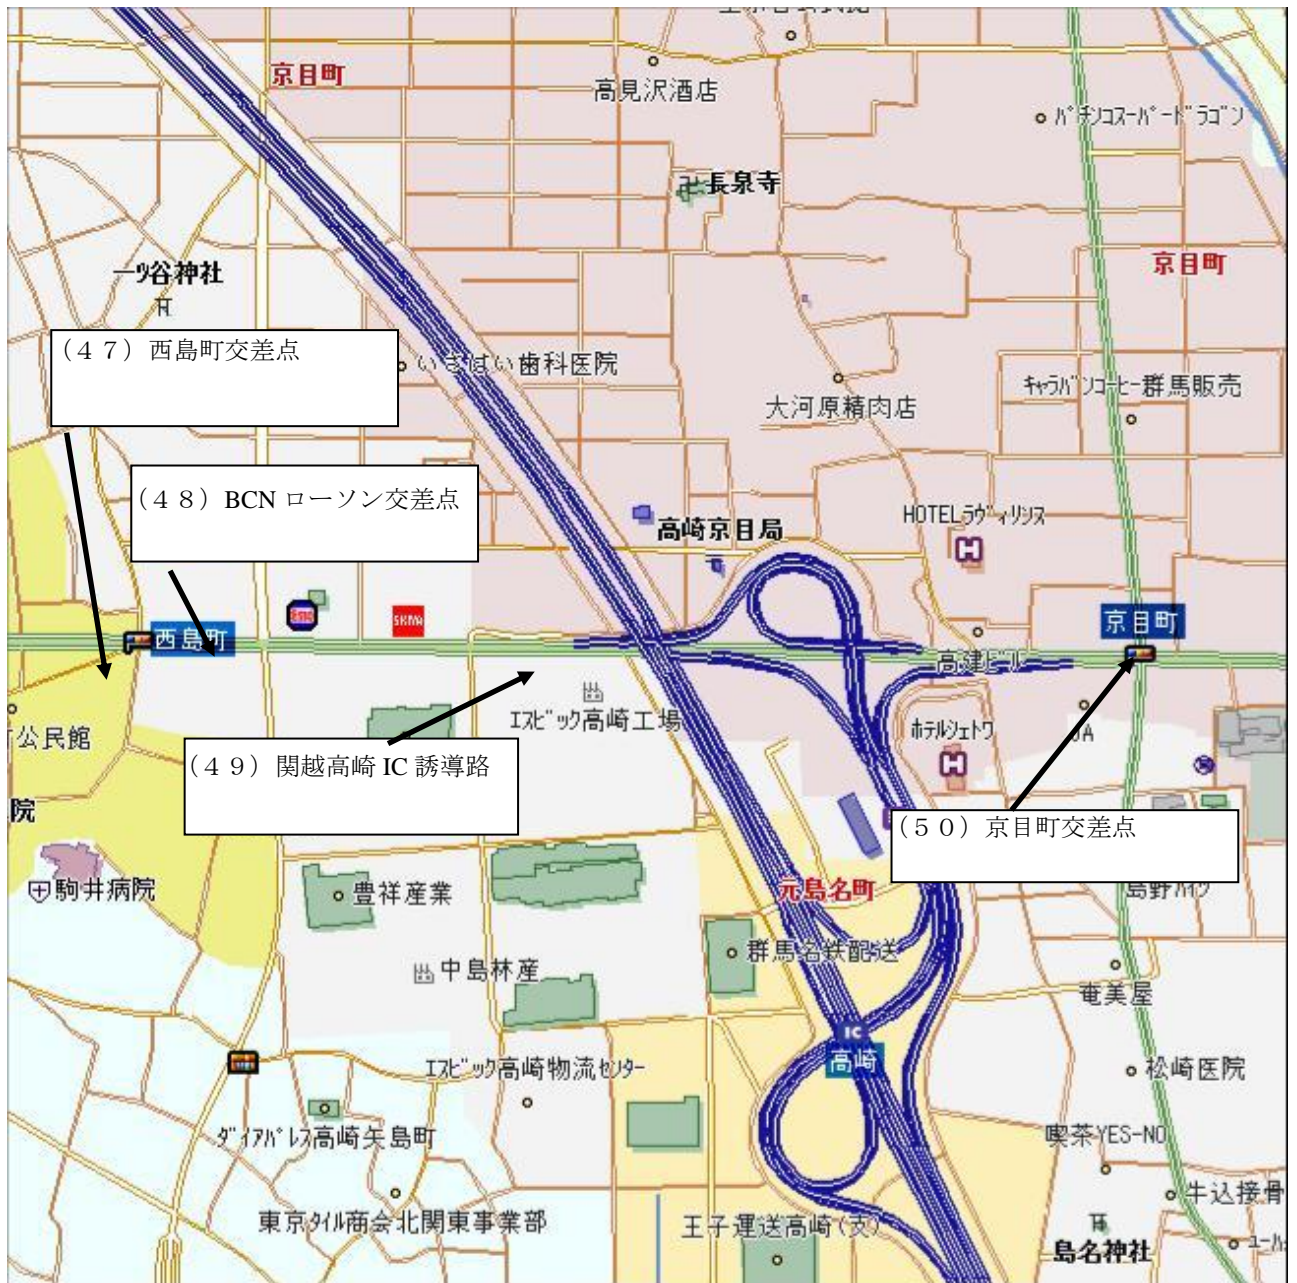 京目町
高見沢酒店
パチンコスーパードラゴン
長泉寺
京目町
一ツ谷神社
(47)西島町交差点
いさはい歯科医院
キャラバンコーヒー群馬販売
大河原精肉店
(48)BCN ローソン交差点
HOTELラヴィリンス
高崎京目局
京目町
西島町
高建ビル
エスビック高崎工場
ホテルシェトワ
JA
公民館
(49)関越高崎 IC 誘導路
院
(50)京目町交差点
駒井病院
豊祥産業
元島名町
島野バイク
群馬名鉄配送
中島林産
奄美屋
IC
高崎
エスビック高崎物流センター
松崎医院
ダイアパレス高崎矢島町
喫茶YES-NO
牛込接骨
東京タイル商会北関東事業部
王子運送高崎(支)
島名神社